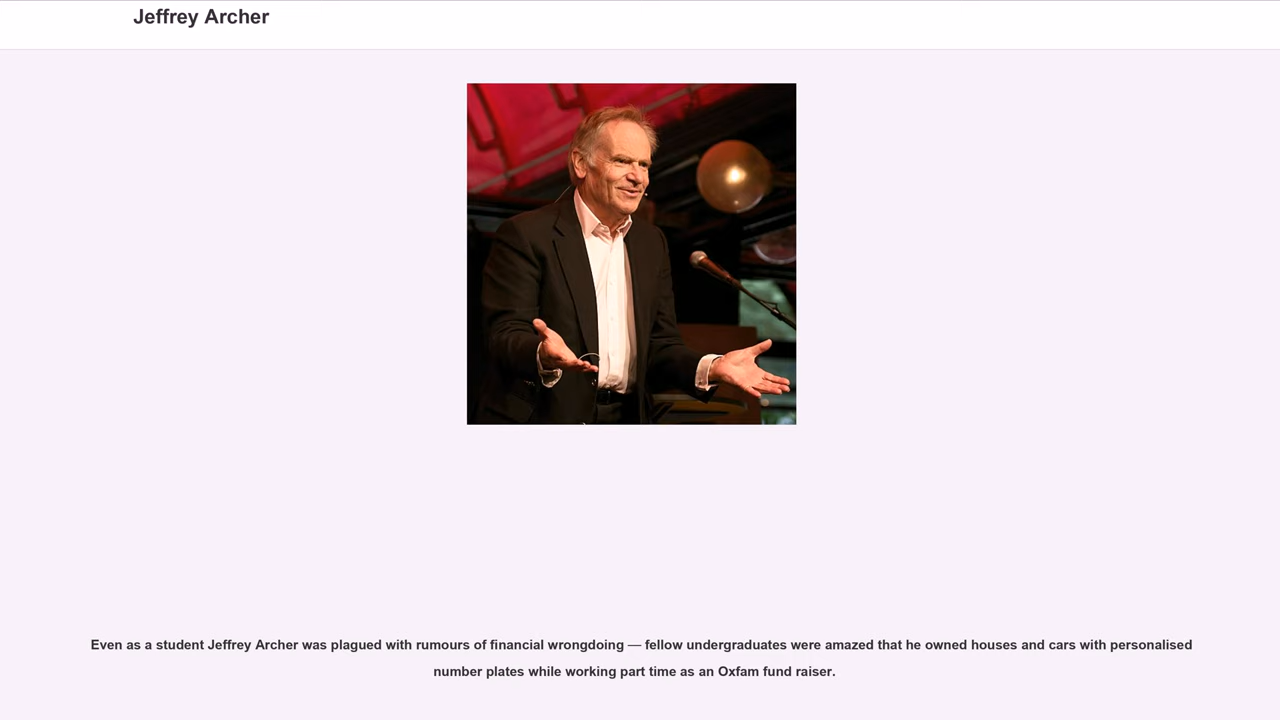 Jeffrey Archer
Even as a student Jeffrey Archer was plagued with rumours of financial wrongdoing — fellow undergraduates were amazed that he owned houses and cars with personalised
number plates while working part time as an Oxfam fund raiser.